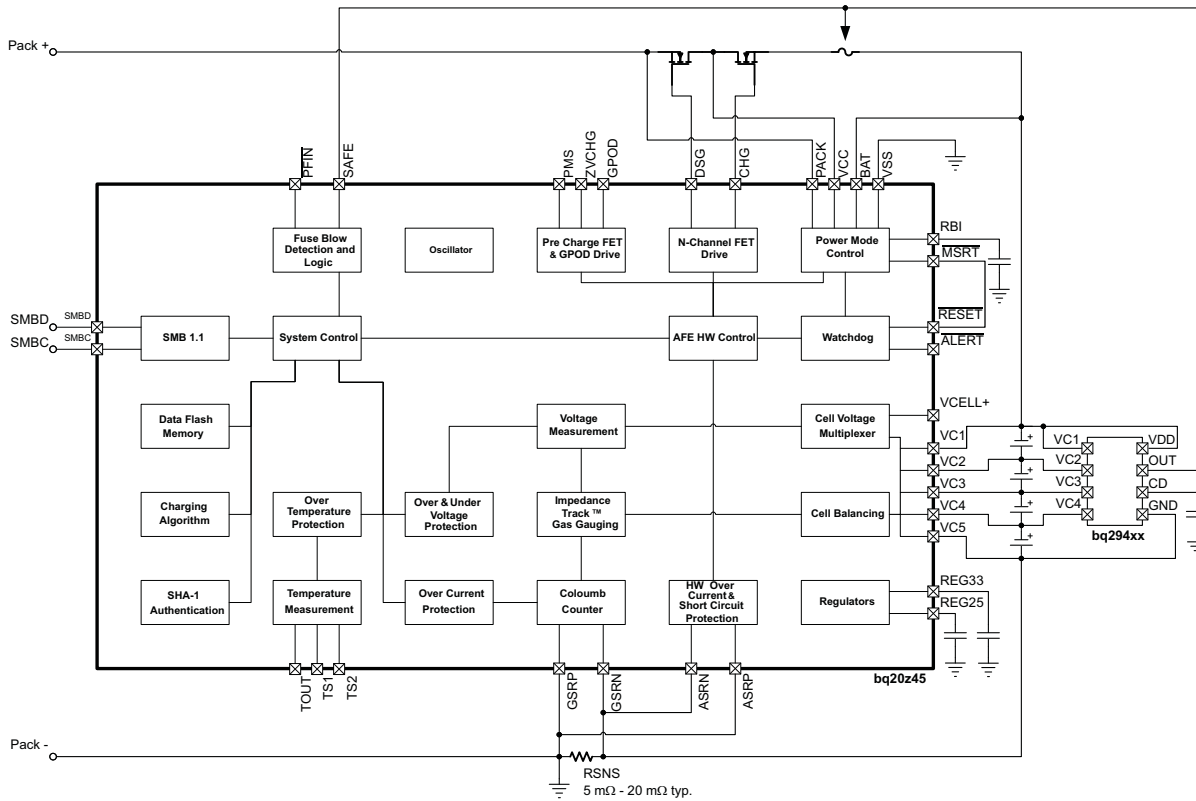 Pack +
PFIN
SAFE
PMS
ZVCHG
GPOD
DSG
CHG
PACK
VCC
BAT
VSS
Fuse Blow
Detection and
Logic
Oscillator
Pre Charge FET
& GPOD Drive
N-Channel FET
Drive
Power Mode
Control
RBI
MSRT
RESET
ALERT
SMBD
SMBD
SMBC
SMBC
SMB 1.1
System Control
AFE HW Control
Watchdog
Data Flash
Memory
Voltage
Measurement
Cell Voltage
Multiplexer
VCELL+
VC1
VC2
VC3
VC4
VC5
VC1
VC2
VC3
VC4
VDD
OUT
CD
GND
bq294xx
Charging
Algorithm
Over
Temperature
Protection
Over & Under
Voltage
Protection
Impedance
Track ™
Gas Gauging
Cell Balancing
SHA-1
Authentication
Temperature
Measurement
Over Current
Protection
Coloumb
Counter
HW Over
Current &
Short Circuit
Protection
Regulators
REG33
REG25
bq20z45
TOUT
TS1
TS2
GSRP
GSRN
ASRN
ASRP
Pack -
RSNS
5 mΩ - 20 mΩ typ.
+
+
+
+